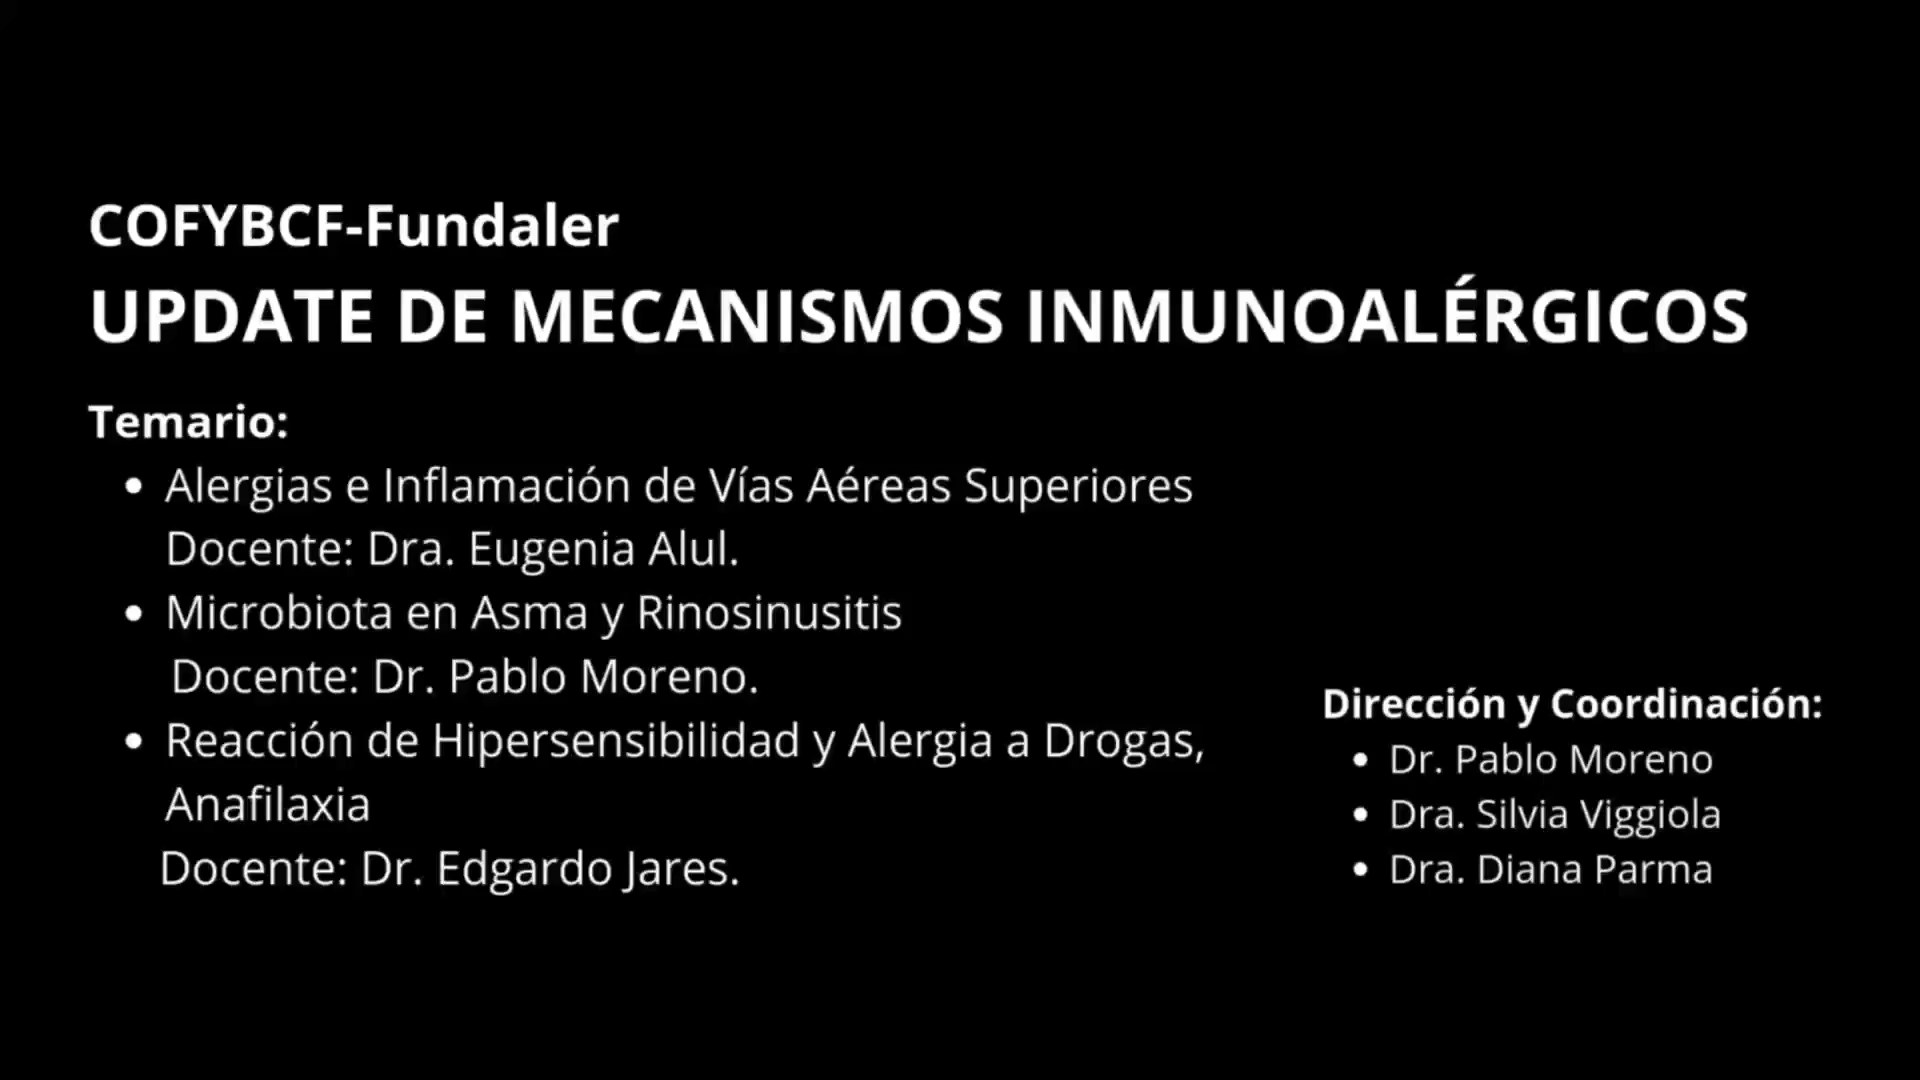 COFYBCF-Fundaler
UPDATE DE MECANISMOS INMUNOALÉRGICOS
Temario:
• Alergias e Inflamación de Vías Aéreas Superiores
Docente: Dra. Eugenia Alul.
• Microbiota en Asma y Rinosinusitis
Docente: Dr. Pablo Moreno.
• Reacción de Hipersensibilidad y Alergia a Drogas,
Anafilaxia
Docente: Dr. Edgardo Jares.
Dirección y Coordinación:
• Dr. Pablo Moreno
• Dra. Silvia Viggiola
• Dra. Diana Parma